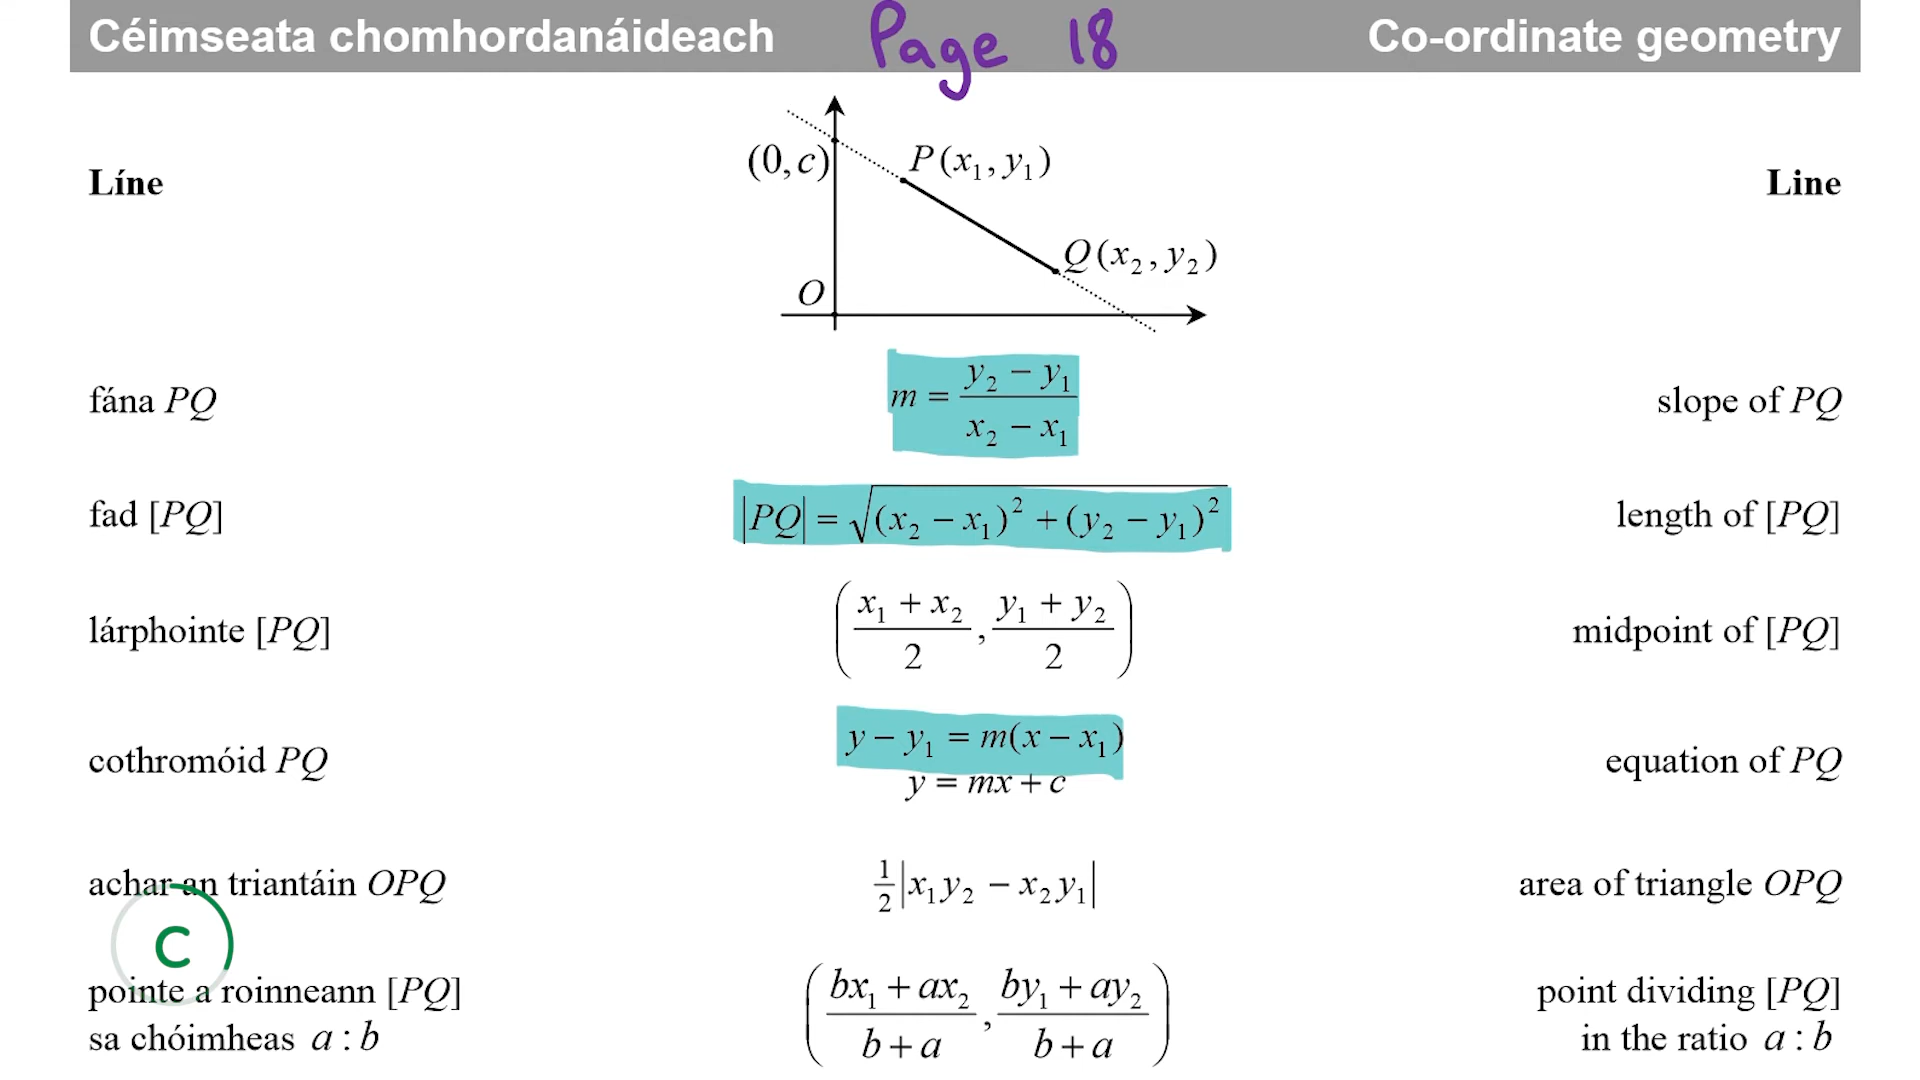 Céimseata chomhordanáideach Page 18 Co-ordinate geometry
(0, c) P(x₁, y₁)
Líne Line
Q(x₂, y₂)
O
fána PQ m = (y₂ − y₁)/(x₂ − x₁) slope of PQ
fad [PQ] |PQ| = √((x₂ − x₁)² + (y₂ − y₁)²) length of [PQ]
lárphointe [PQ] ((x₁ + x₂)/2, (y₁ + y₂)/2) midpoint of [PQ]
y − y₁ = m(x − x₁)
cothromóid PQ equation of PQ
y = mx + c
achar an triantáin OPQ ½|x₁y₂ − x₂y₁| area of triangle OPQ
C
pointe a roinneann [PQ] ((bx₁ + ax₂)/(b + a), (by₁ + ay₂)/(b + a)) point dividing [PQ]
sa chóimheas a : b in the ratio a : b